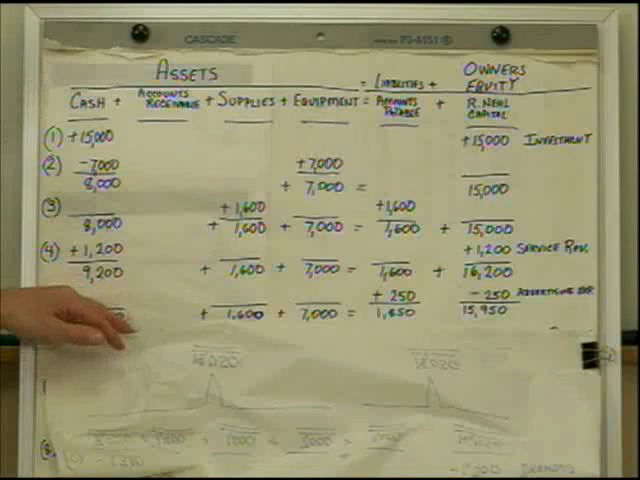 CASCADE
ASSETS = LIABILITIES + OWNERS EQUITY
CASH + ACCOUNTS RECEIVABLE + SUPPLIES + EQUIPMENT = ACCOUNTS PAYABLE + R. NEAL CAPITAL
(1) +15,000 +15,000 INVESTMENT
(2) -7,000 +7,000
8,000 + 7,000 = 15,000
(3) +1,600 +1,600
8,000 + 1,600 + 7,000 = 1,600 + 15,000
(4) +1,200 +1,200 SERVICE REV.
9,200 + 1,600 + 7,000 = 1,600 + 16,200
+ 250 - 250 ADVERTISING EXP.
+ 1,600 + 7,000 = 1,850 15,950